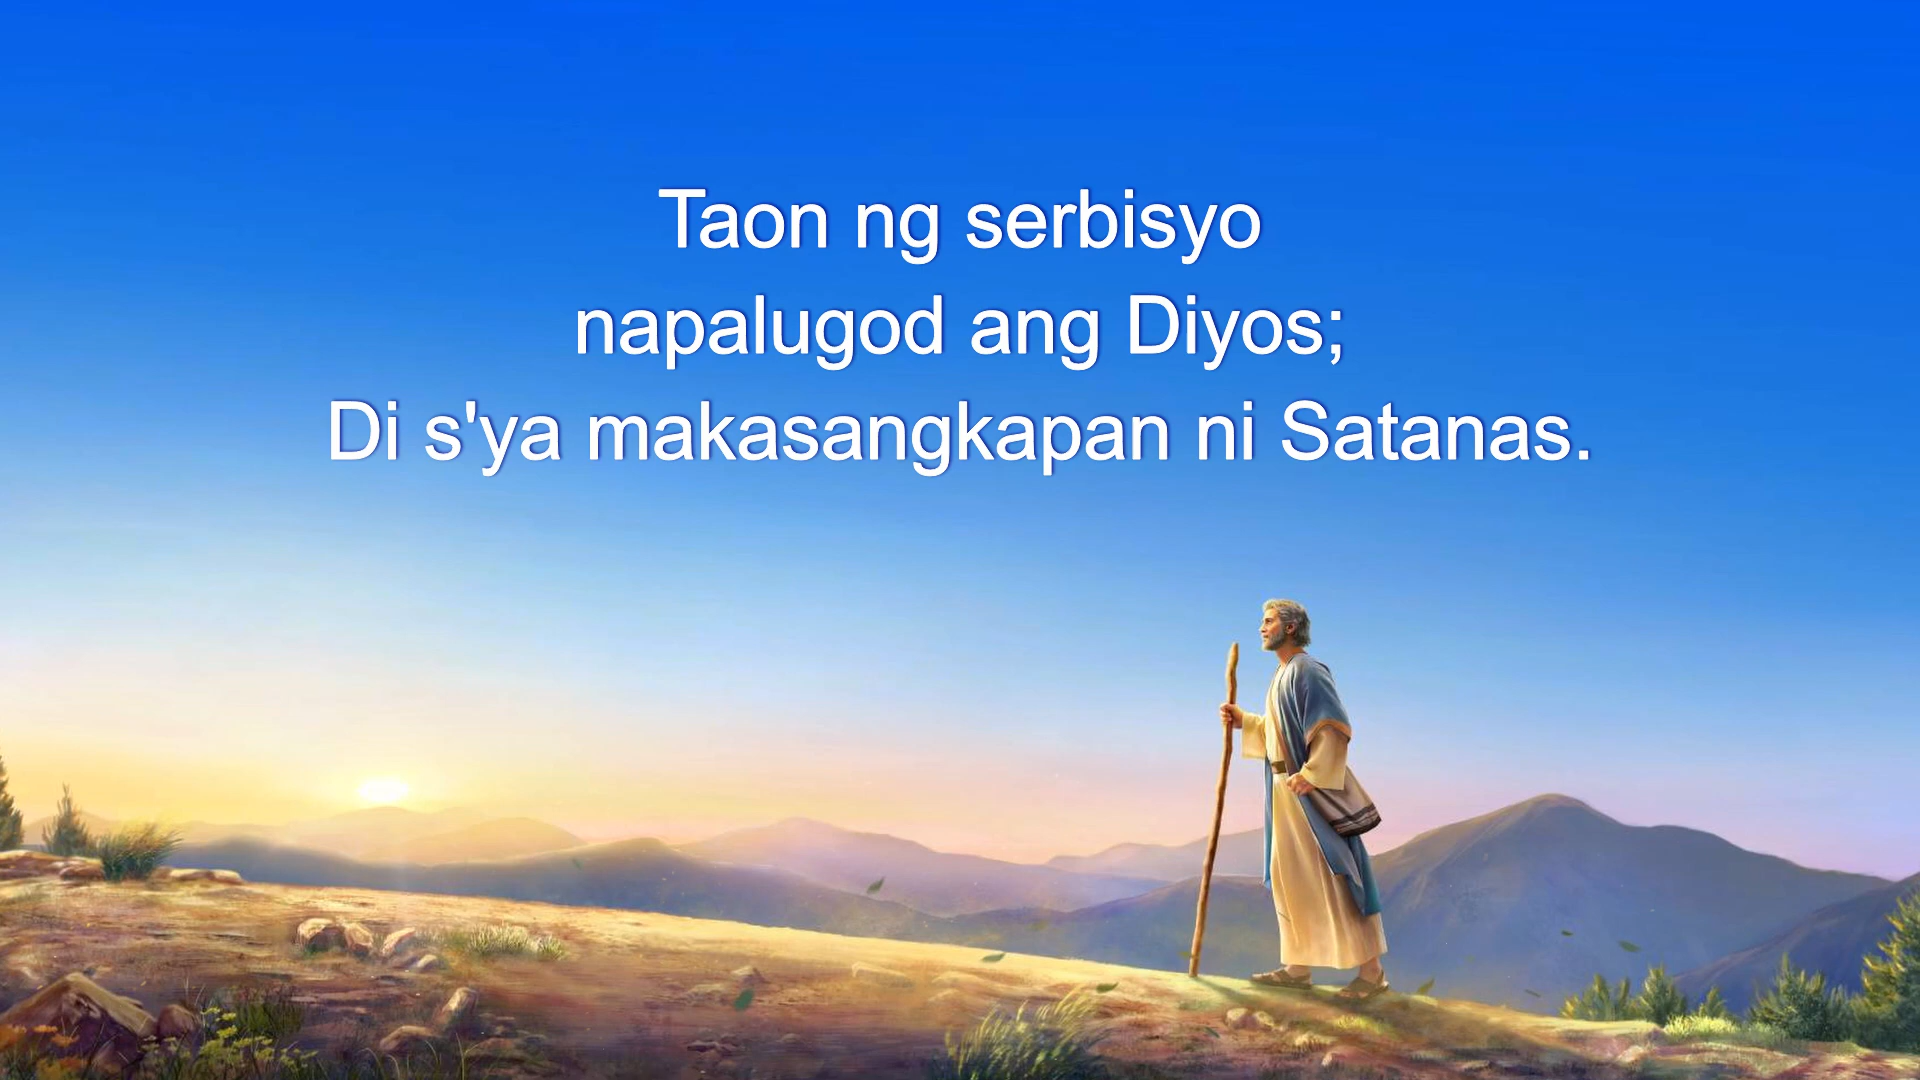 Taon ng serbisyo
napalugod ang Diyos;
Di s'ya makasangkapan ni Satanas.